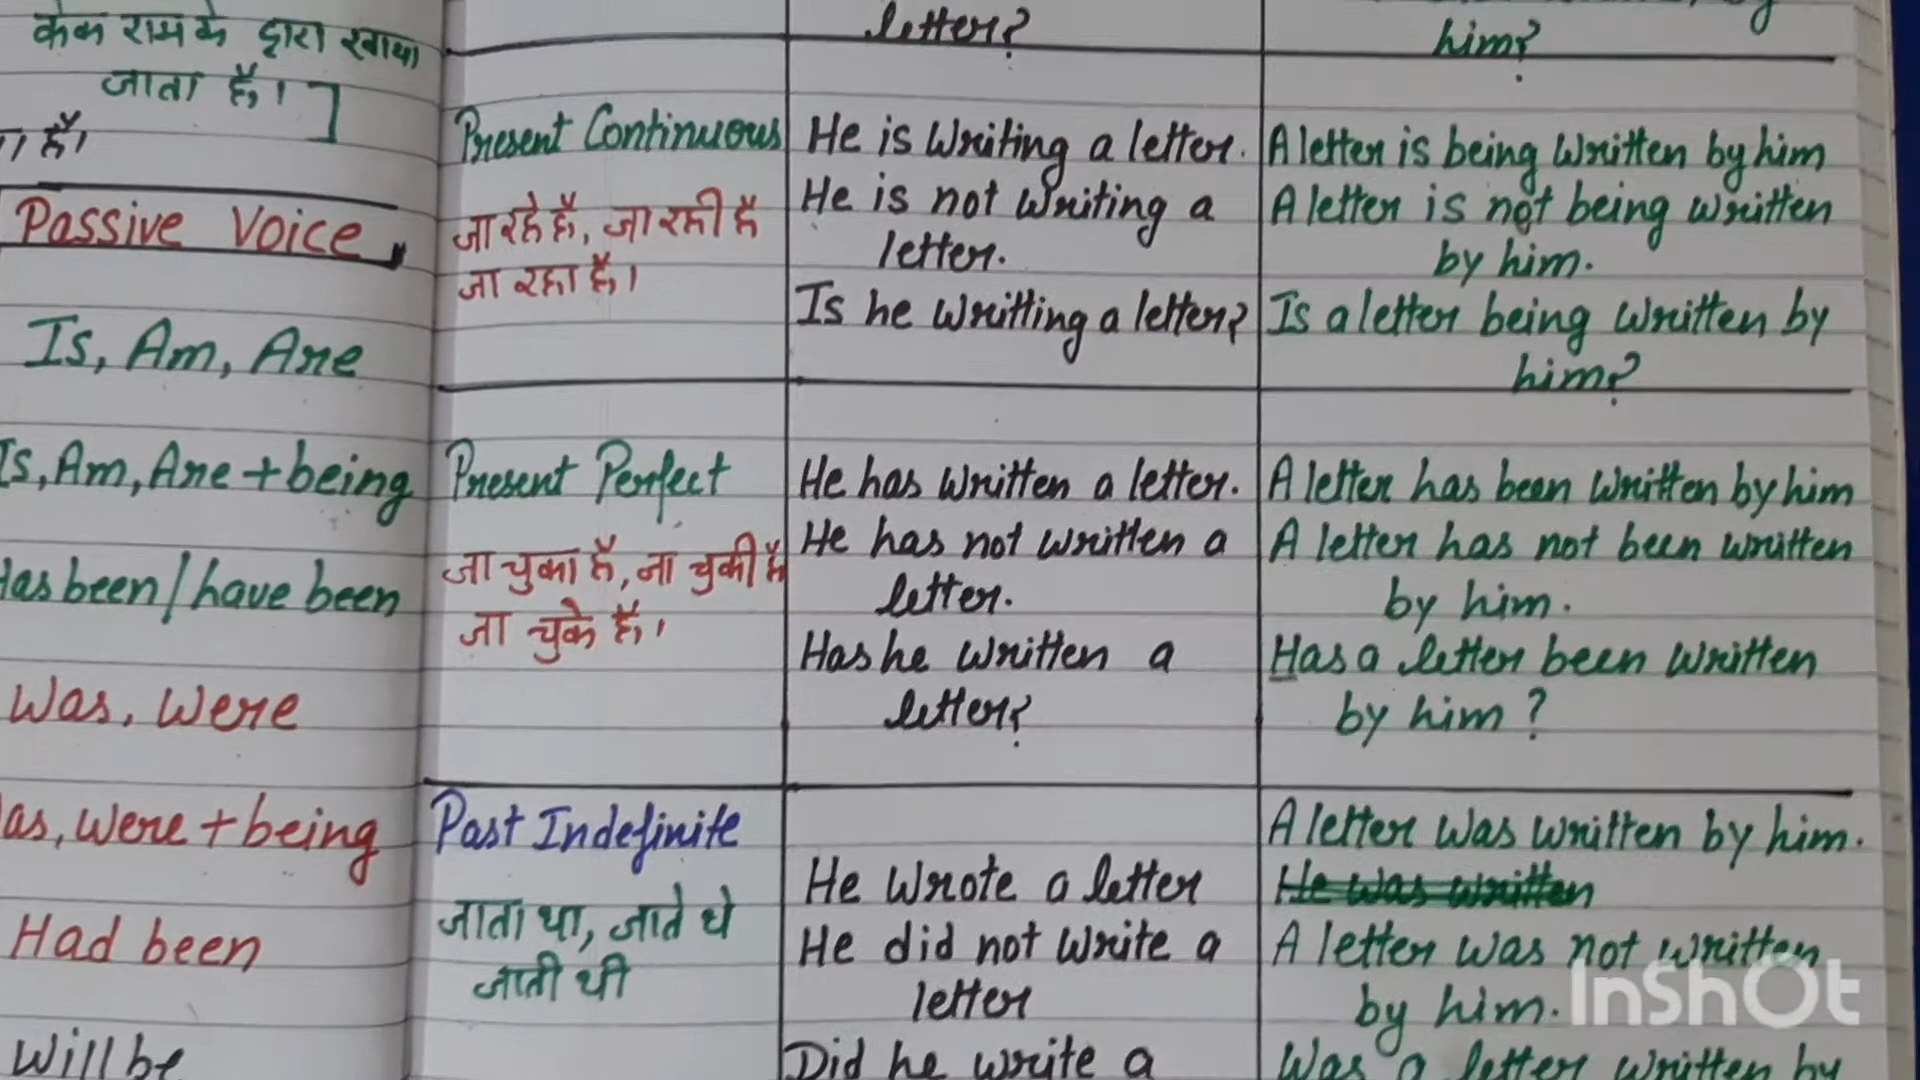 केक राम के द्वारा खाया
जाता है।]
है।
Passive Voice
Is, Am, Are
Is, Am, Are + being
Has been / have been
Was, Were
as, Were + being
Had been
Will be
letter?
him?
Present Continuous
जा रहे है, जा रही है
जा रहा है।
He is Writing a letter.
He is not Writing a
letter.
Is he Writting a letter?
A letter is being Written by him
A letter is not being written
by him.
Is a letter being Written by
him?
Present Perfect
जा चुका है, जा चुकी है
जा चुके है।
He has Written a letter.
He has not written a
letter.
Has he Written a
letter?
A letter has been Written by him
A letter has not been written
by him.
Has a letter been Written
by him?
Past Indefinite
जाता था, जाते थे
जाती थी
He Wrote a letter
He did not Write a
letter
Did he write a
A letter Was Written by him.
He was written
A letter Was not written
by him.
Was a letter written by
InShOt